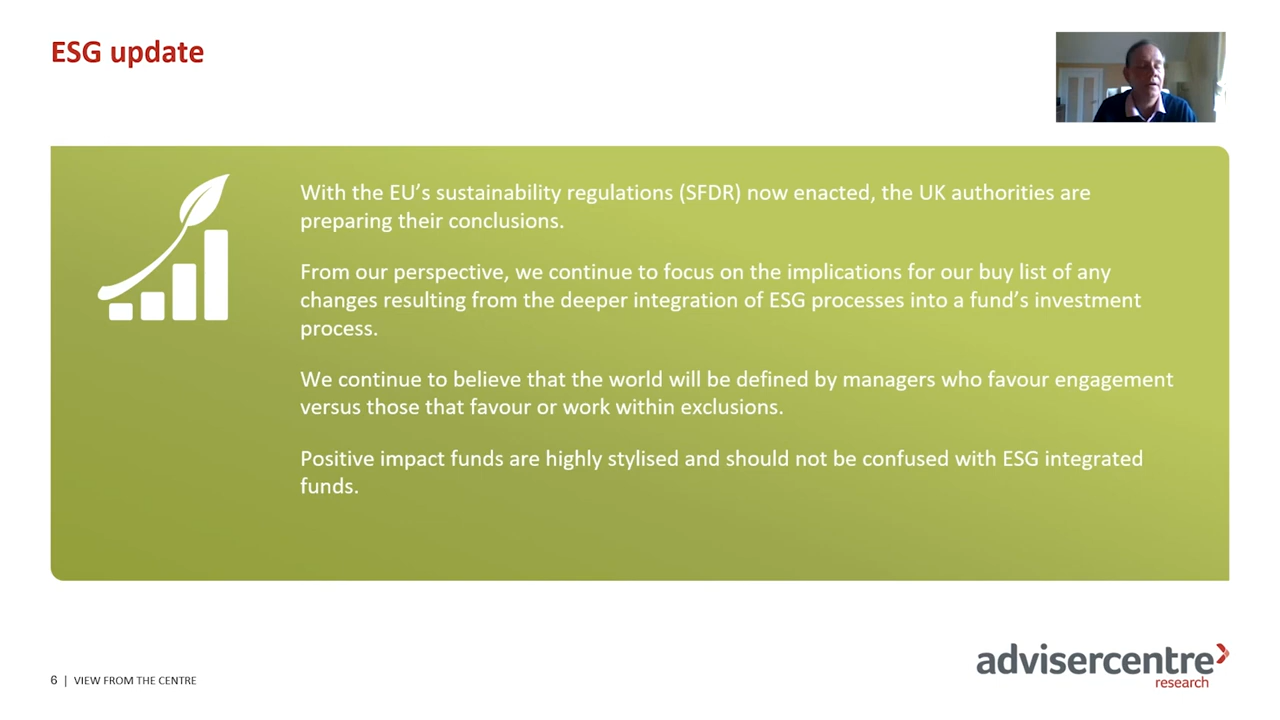 ESG update
With the EU’s sustainability regulations (SFDR) now enacted, the UK authorities are
preparing their conclusions.
From our perspective, we continue to focus on the implications for our buy list of any
changes resulting from the deeper integration of ESG processes into a fund’s investment
process.
We continue to believe that the world will be defined by managers who favour engagement
versus those that favour or work within exclusions.
Positive impact funds are highly stylised and should not be confused with ESG integrated
funds.
6 | VIEW FROM THE CENTRE
advisercentre
research